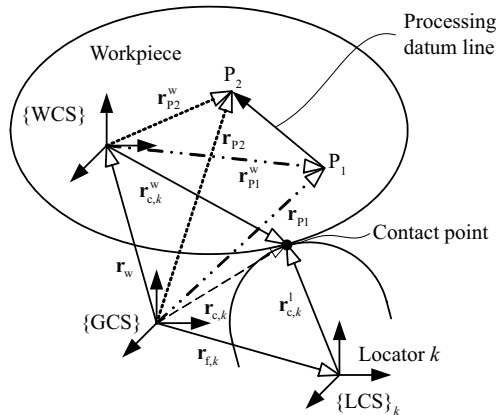 Processing
datum line
Workpiece
P₂
{WCS}
r^w_P2
r_P2
P₁
r^w_P1
r^w_c,k
r_P1
Contact point
r_w
r_c,k
r^l_c,k
{GCS}
r_f,k
Locator k
{LCS}_k